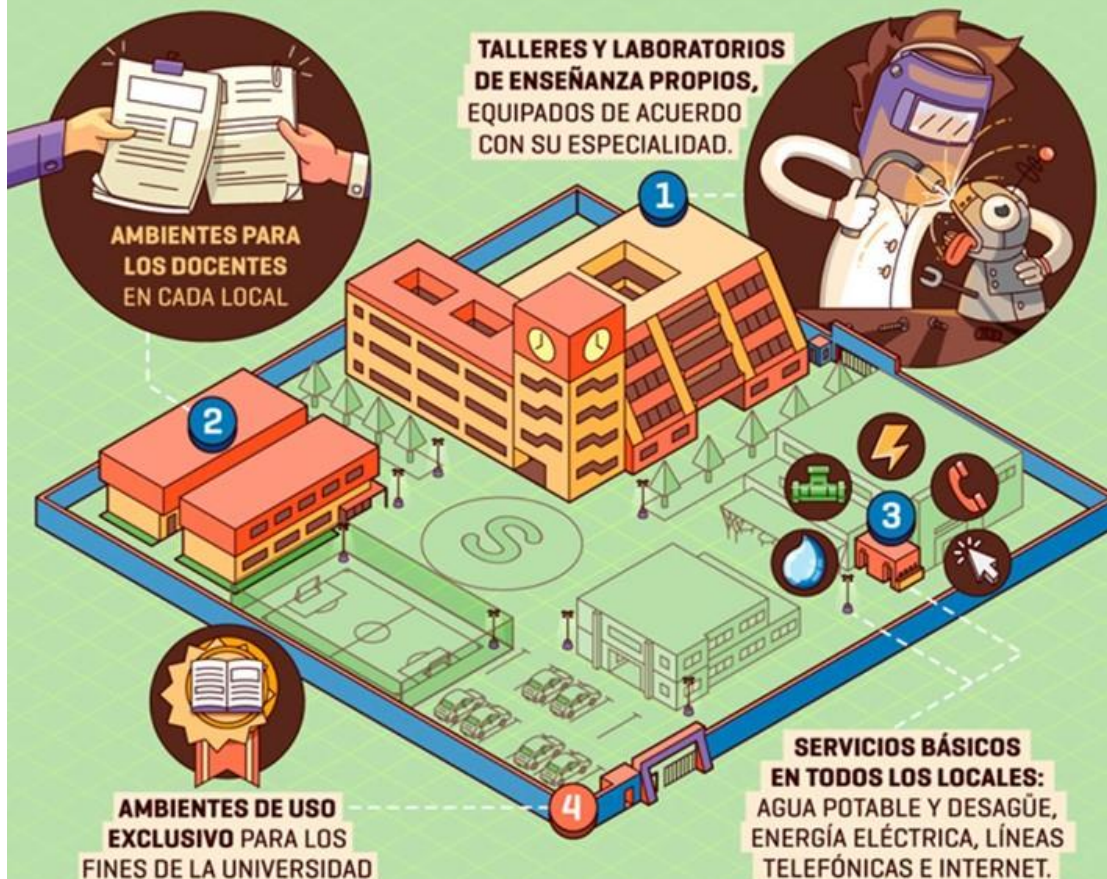 TALLERES Y LABORATORIOS
DE ENSEÑANZA PROPIOS,
EQUIPADOS DE ACUERDO
CON SU ESPECIALIDAD.
1
AMBIENTES PARA
LOS DOCENTES
EN CADA LOCAL
2
3
S
4
AMBIENTES DE USO
EXCLUSIVO PARA LOS
FINES DE LA UNIVERSIDAD
SERVICIOS BÁSICOS
EN TODOS LOS LOCALES:
AGUA POTABLE Y DESAGÜE,
ENERGÍA ELÉCTRICA, LÍNEAS
TELEFÓNICAS E INTERNET.